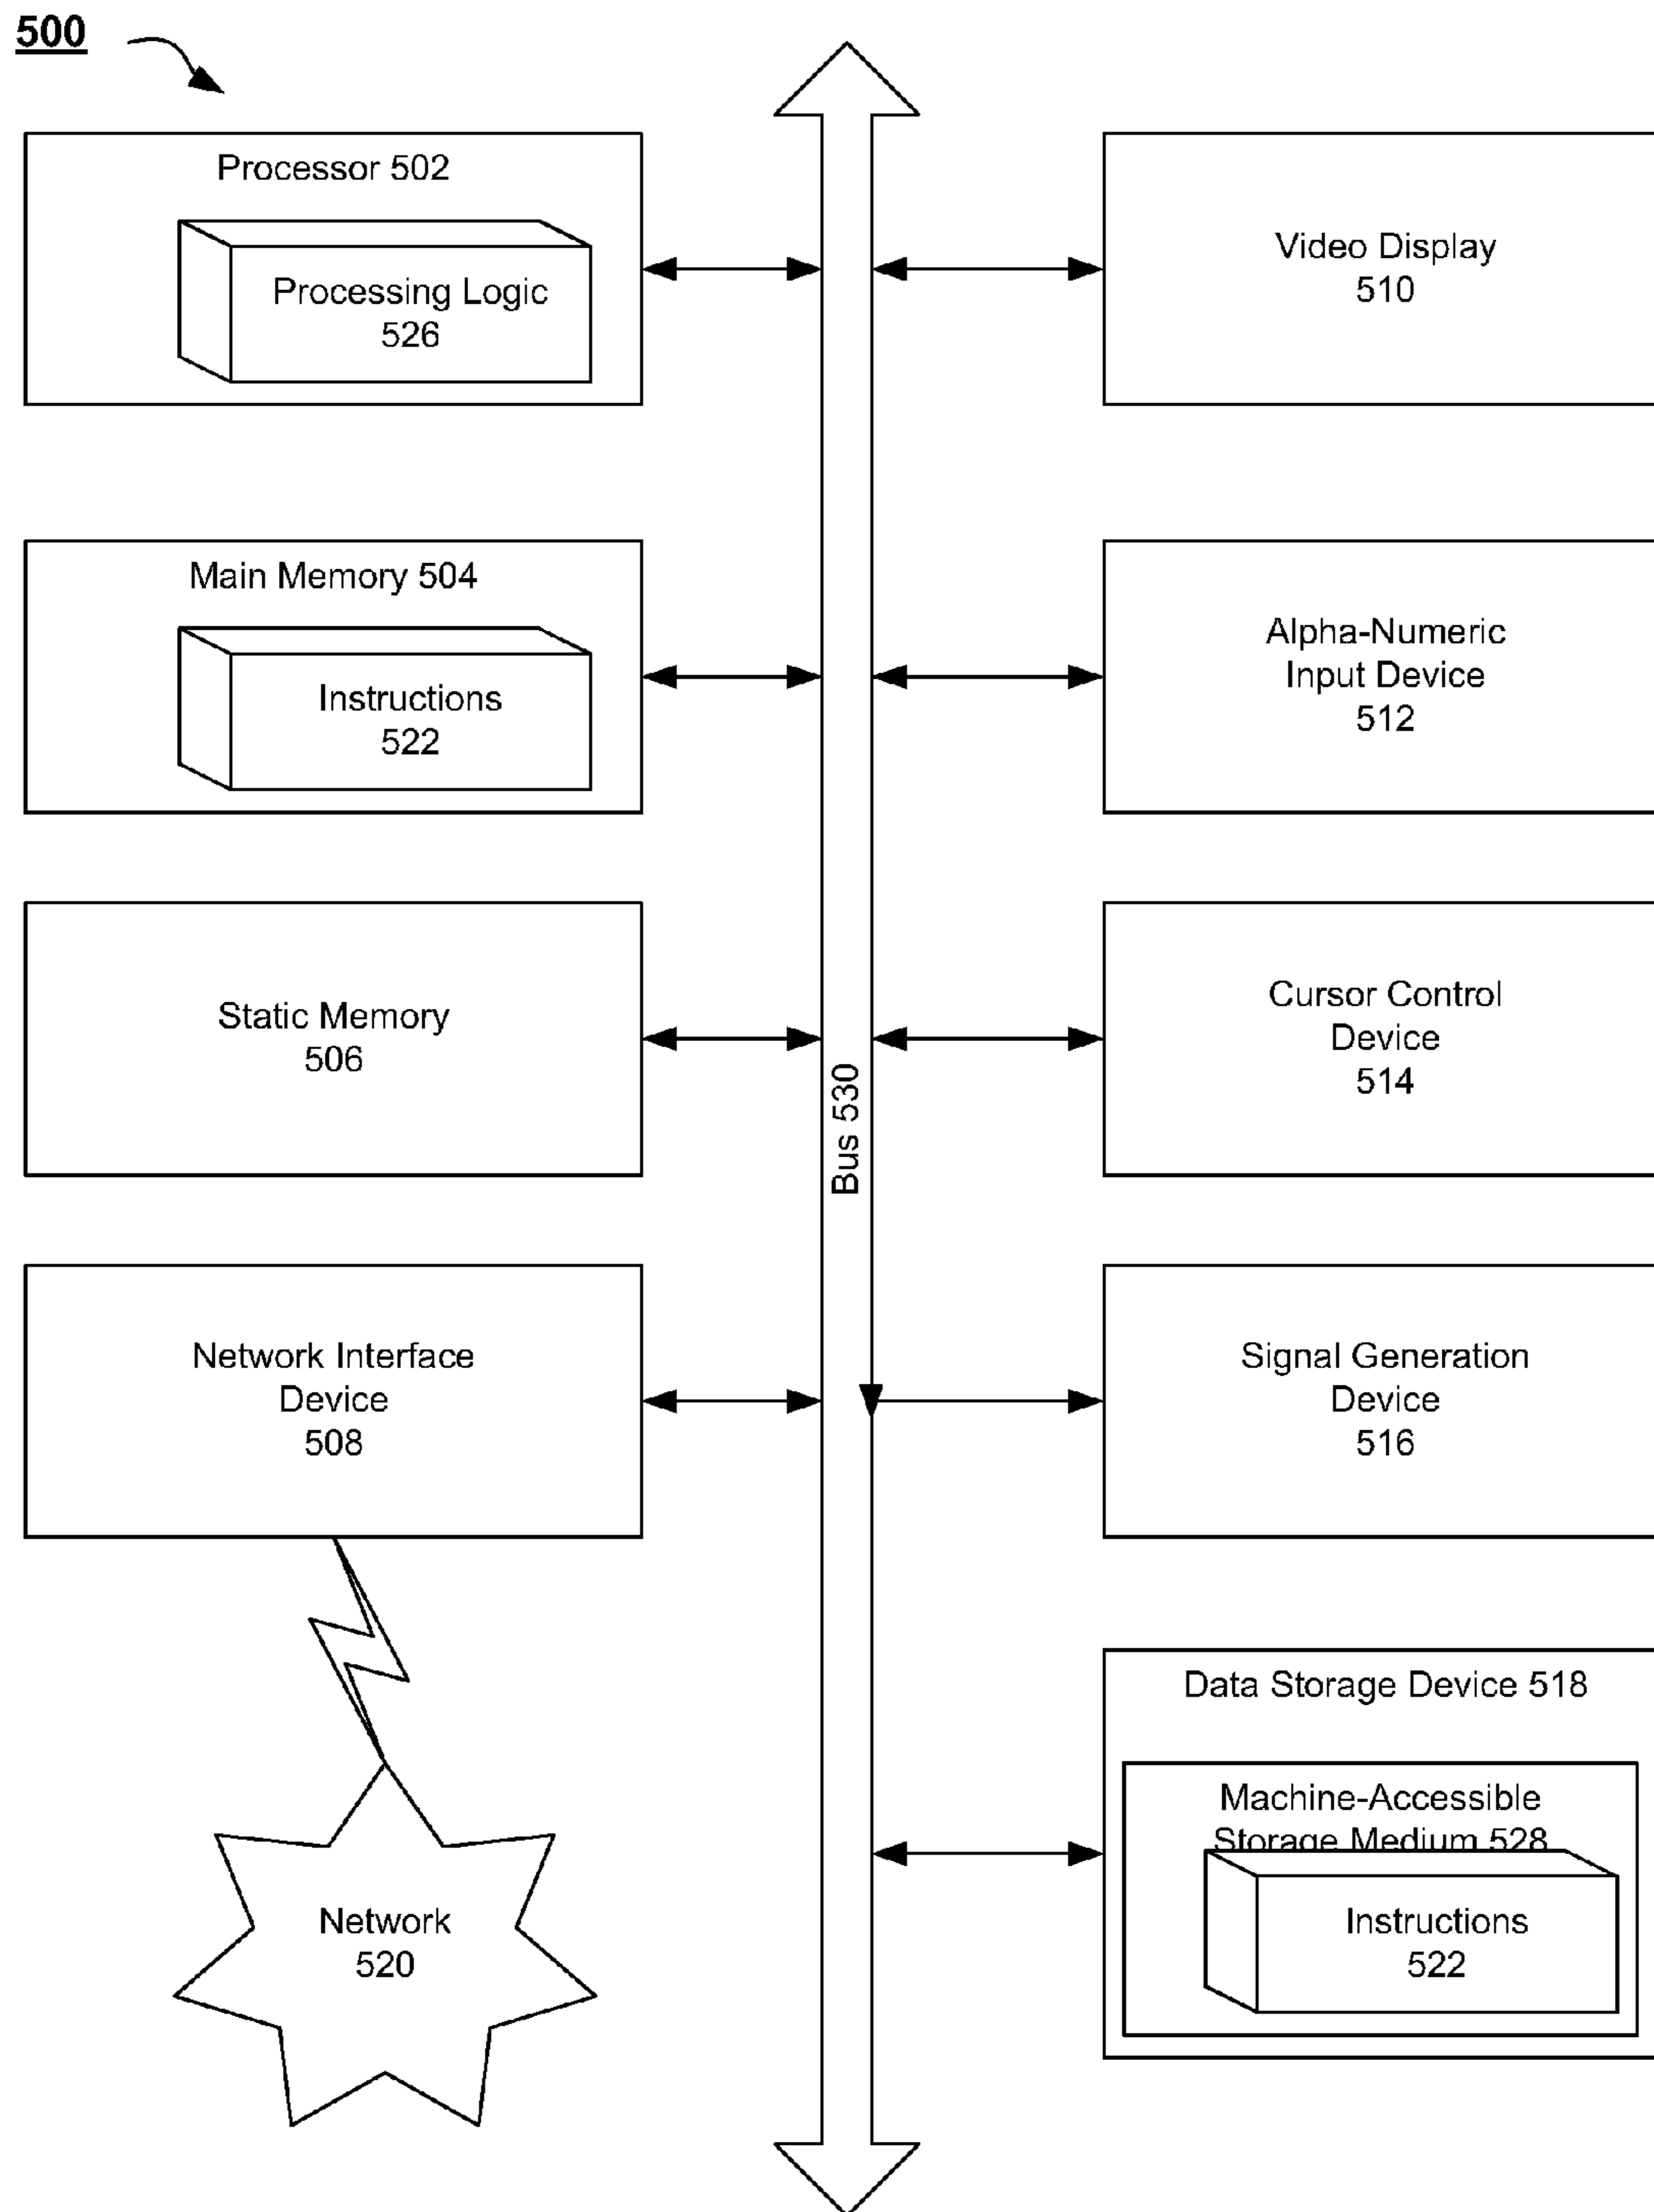 500
Processor 502
Processing Logic
526
Video Display
510
Main Memory 504
Instructions
522
Alpha-Numeric
Input Device
512
Static Memory
506
Cursor Control
Device
514
Bus 530
Network Interface
Device
508
Signal Generation
Device
516
Data Storage Device 518
Machine-Accessible
Storage Medium 528
Instructions
522
Network
520